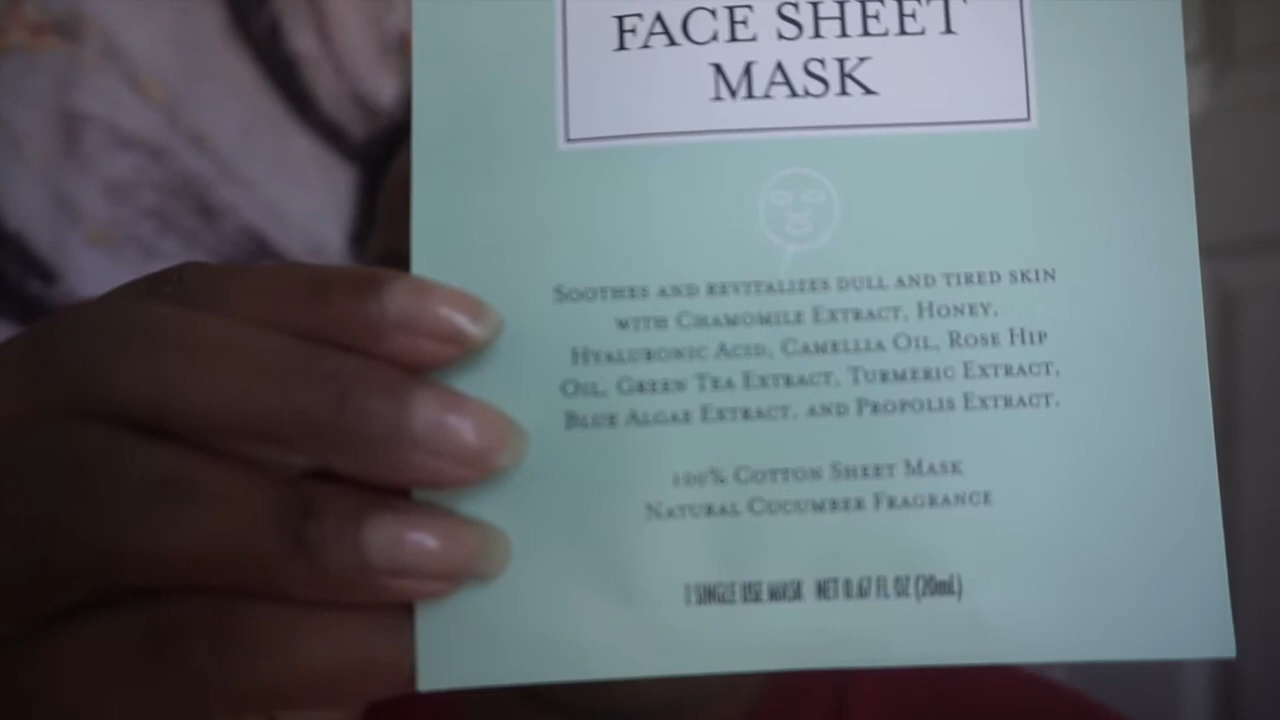 FACE SHEET
MASK
SOOTHES AND REVITALIZES DULL AND TIRED SKIN
WITH CHAMOMILE EXTRACT, HONEY,
HYALURONIC ACID, CAMELLIA OIL, ROSE HIP
OIL, GREEN TEA EXTRACT, TURMERIC EXTRACT,
BLUE ALGAE EXTRACT, AND PROPOLIS EXTRACT.
100% COTTON SHEET MASK
NATURAL CUCUMBER FRAGRANCE
1 SINGLE USE MASK NET 0.67 FL OZ (20mL)